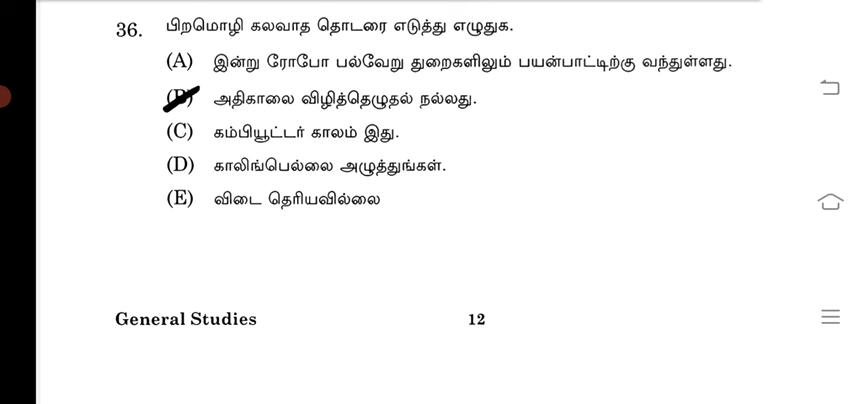 36. பிறமொழி கலவாத தொடரை எடுத்து எழுதுக.
(A) இன்று ரோபோ பல்வேறு துறைகளிலும் பயன்பாட்டிற்கு வந்துள்ளது.
(B) அதிகாலை விழித்தெழுதல் நல்லது.
(C) கம்பியூட்டர் காலம் இது.
(D) காலிங்பெல்லை அழுத்துங்கள்.
(E) விடை தெரியவில்லை
General Studies 12